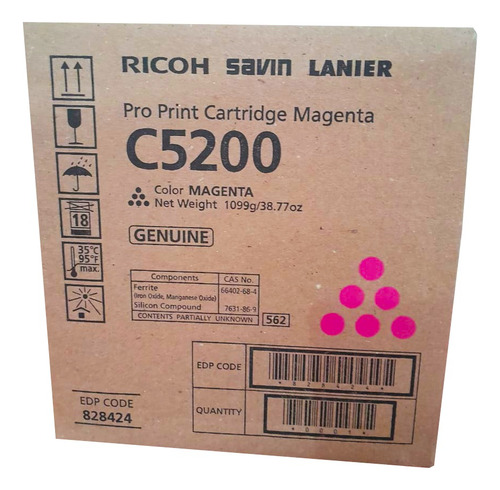 RICOH savin LANIER
Pro Print Cartridge Magenta
C5200
Color MAGENTA
Net Weight 1099g/38.77oz
GENUINE
18
35°C
95°F
max.
Components CAS No.
Ferrite 66402-68-4
(Iron Oxide, Manganese Oxide)
Silicon Compound 7631-86-9
CONTENTS PARTIALLY UNKNOWN 562
EDP CODE
*828424*
QUANTITY
*0001*
EDP CODE
828424